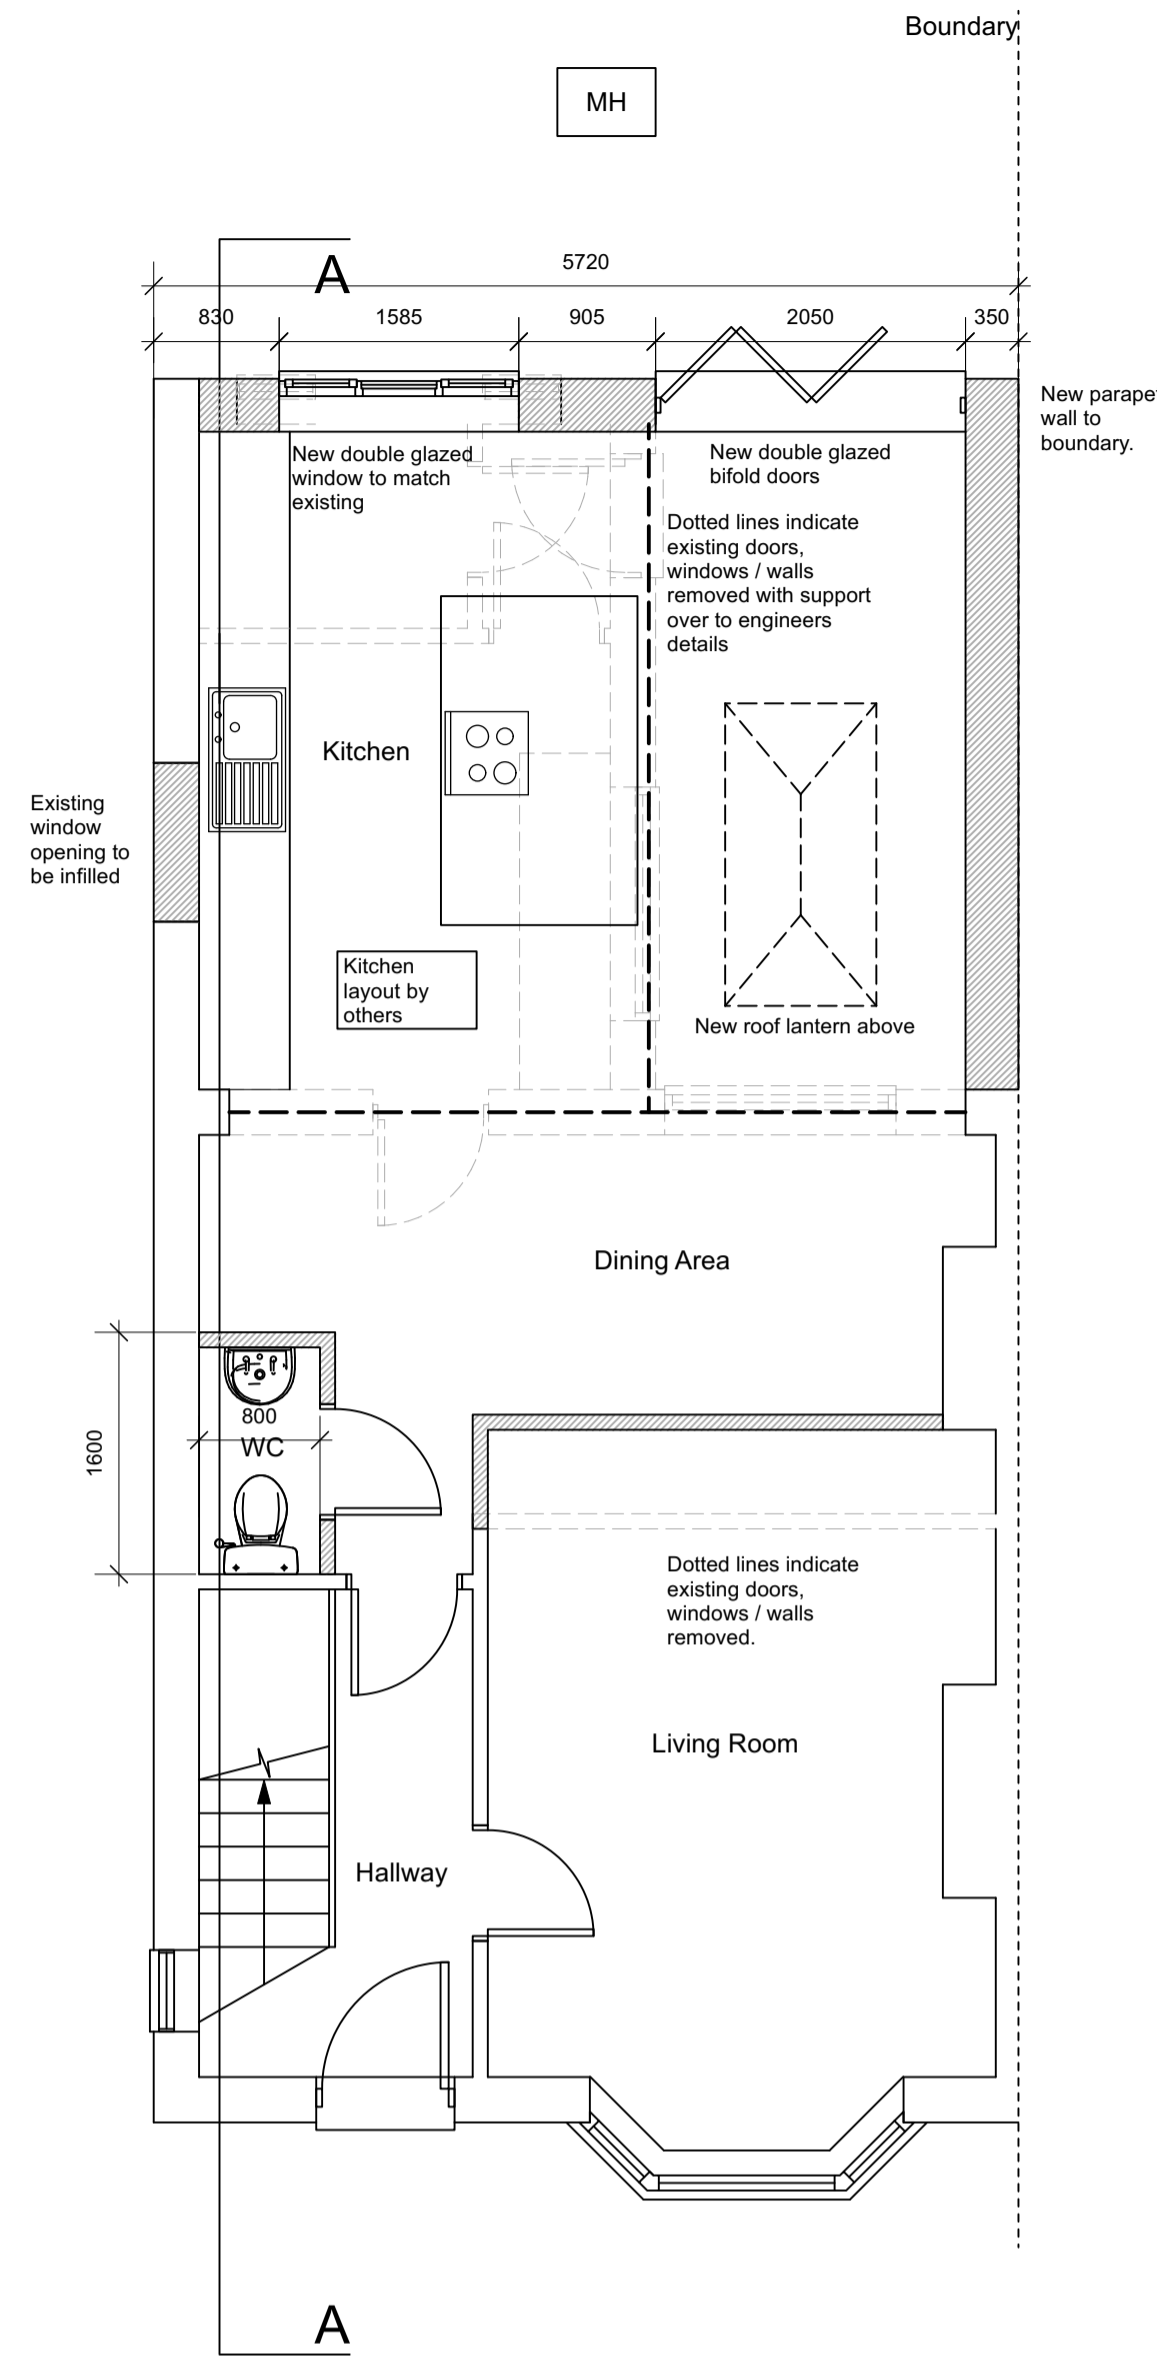 Boundary
MH
A
5720
830
1585
905
2050
350
New parape
wall to
boundary.
New double glazed
window to match
existing
New double glazed
bifold doors
Dotted lines indicate
existing doors,
windows / walls
removed with support
over to engineers
details
Kitchen
Existing
window
opening to
be infilled
Kitchen
layout by
others
New roof lantern above
Dining Area
800
WC
1600
Dotted lines indicate
existing doors,
windows / walls
removed.
Living Room
Hallway
A